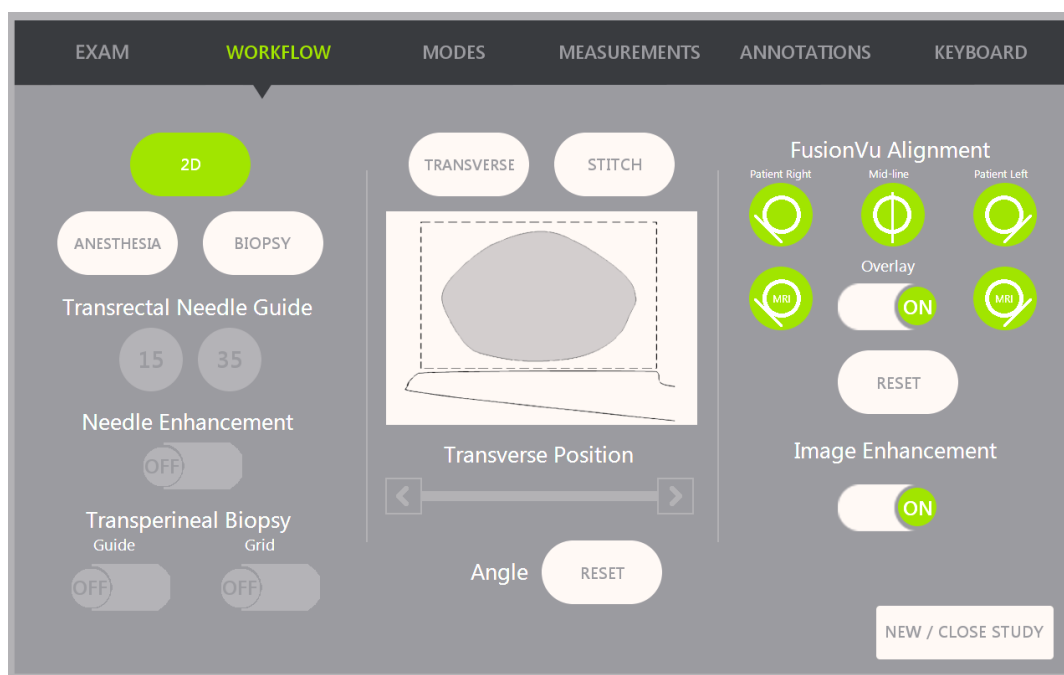 EXAM WORKFLOW MODES MEASUREMENTS ANNOTATIONS KEYBOARD
2D
ANESTHESIA BIOPSY
Transrectal Needle Guide
15 35
Needle Enhancement
OFF
Transperineal Biopsy
Guide Grid
OFF OFF
TRANSVERSE STITCH
Transverse Position
Angle RESET
FusionVu Alignment
Patient Right Mid-line Patient Left
Overlay
MRI ON MRI
RESET
Image Enhancement
ON
NEW / CLOSE STUDY